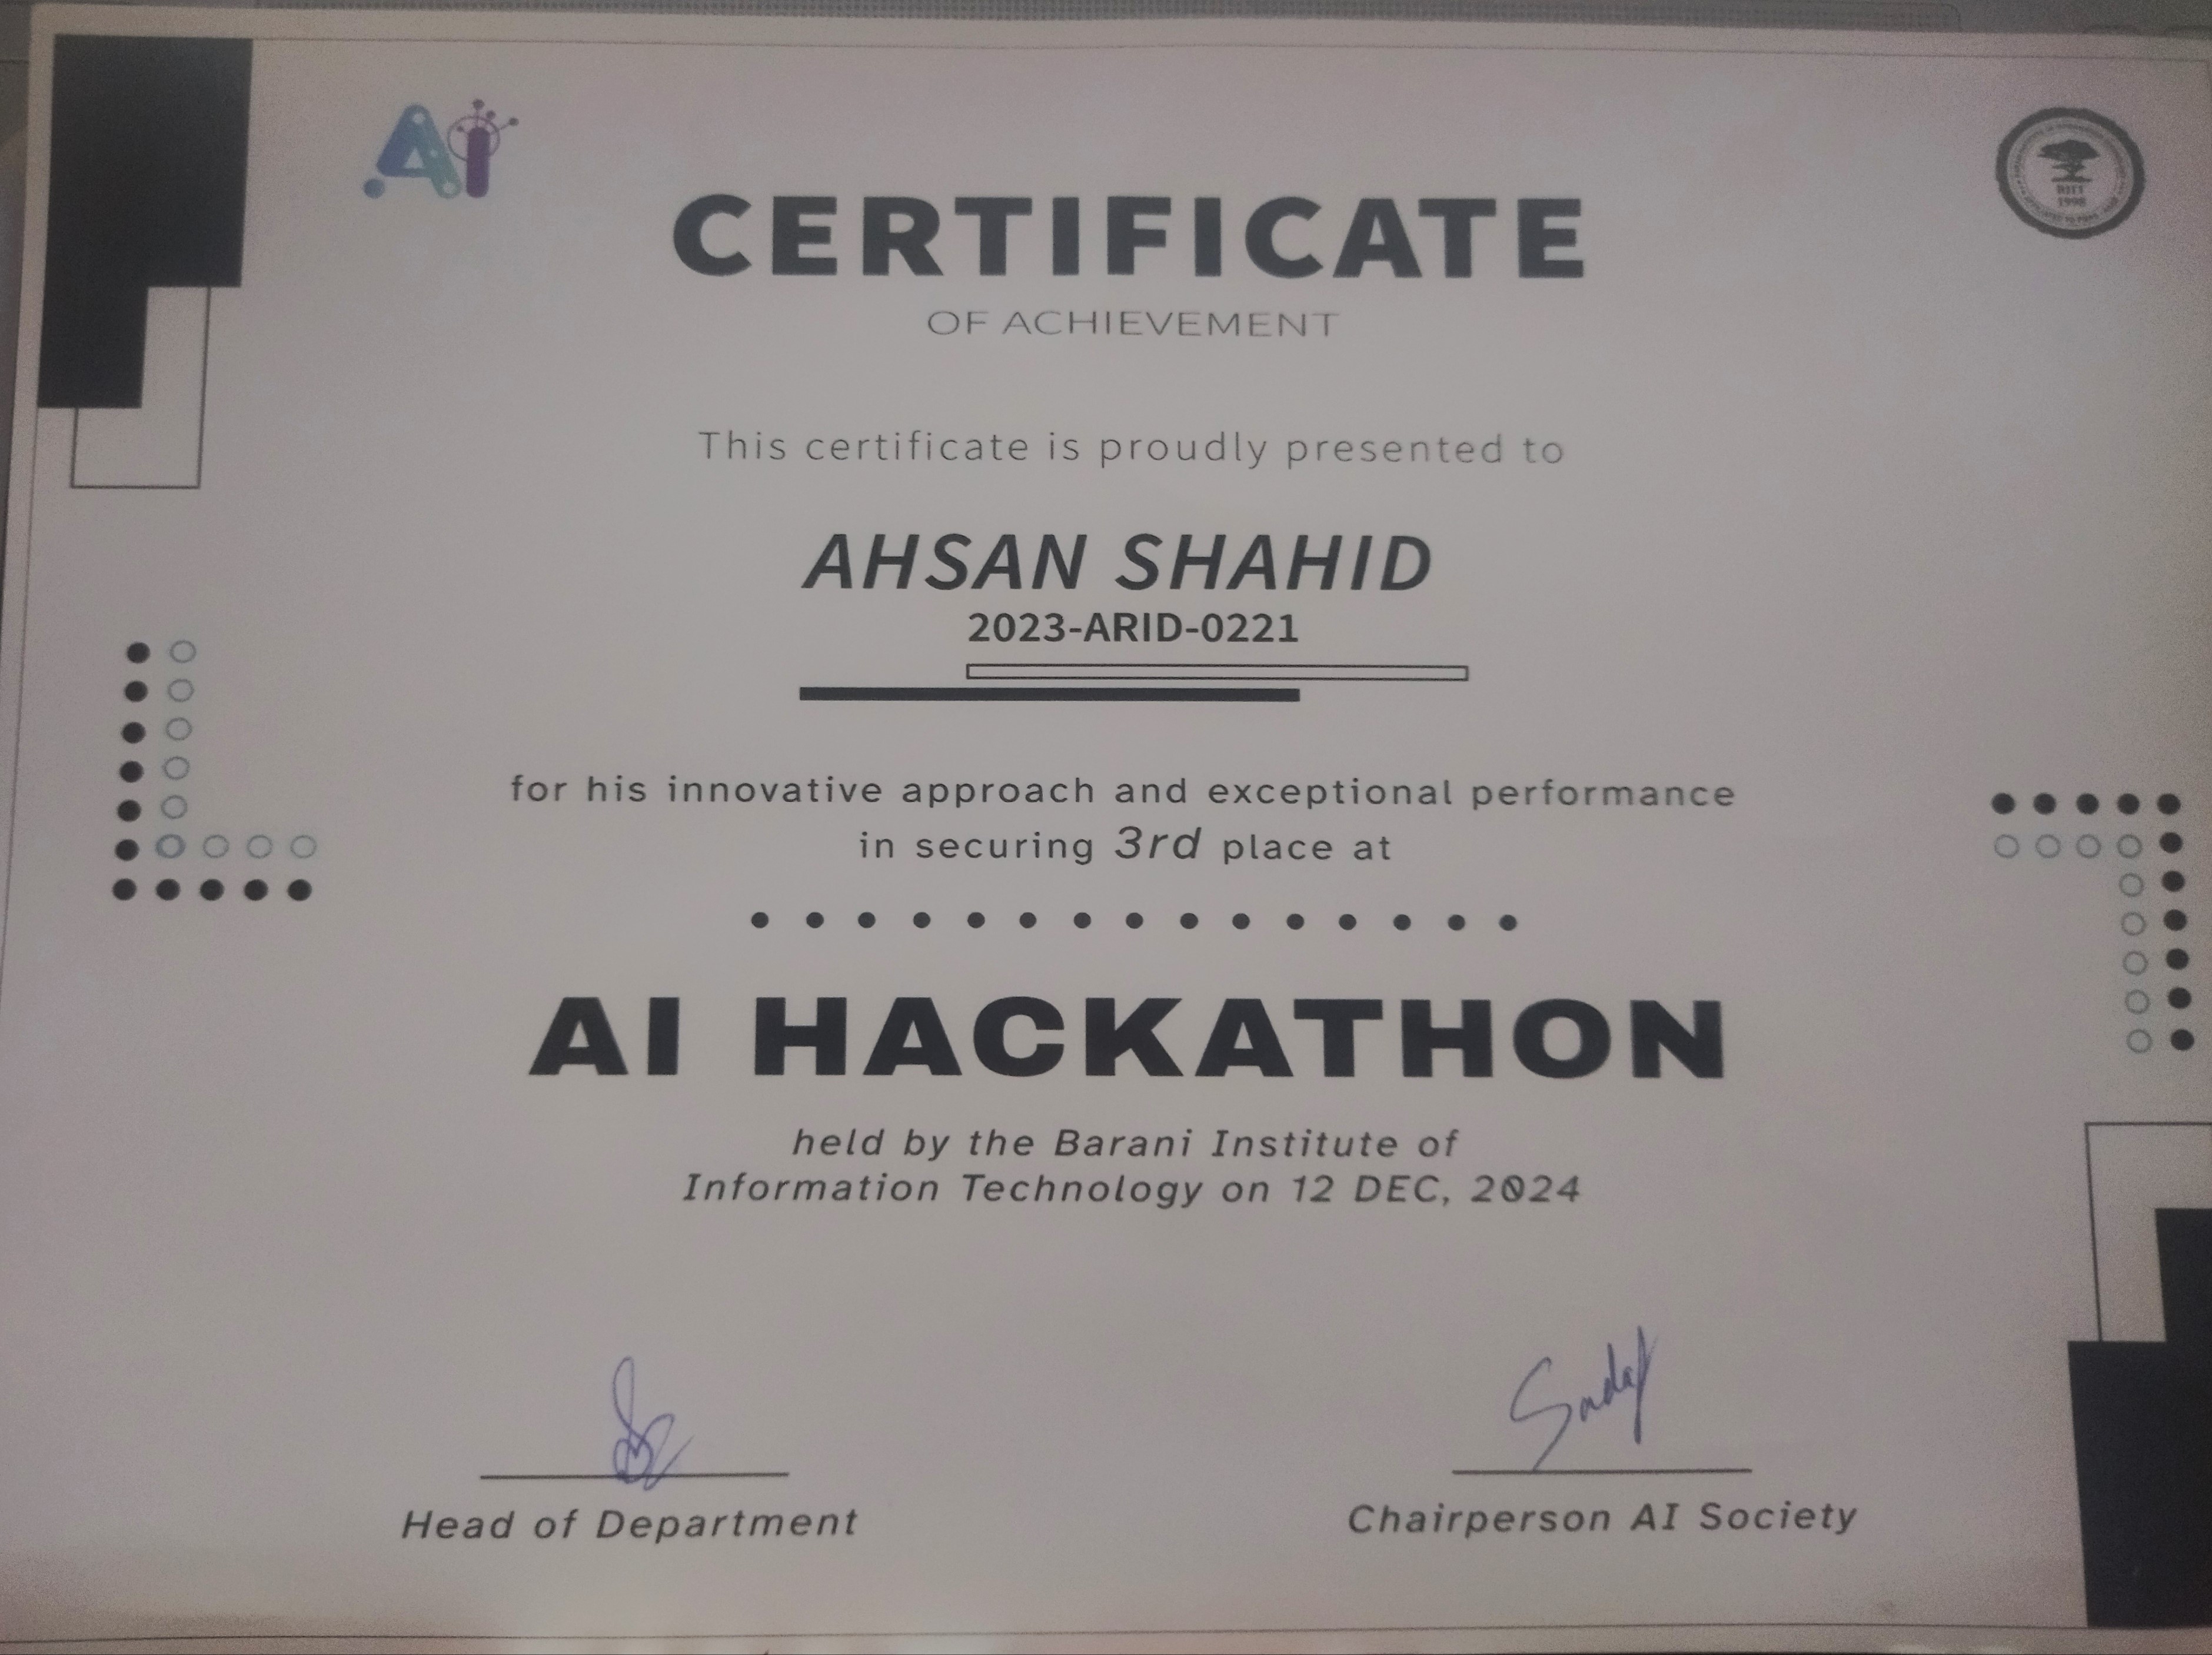 Ai
BIIT
1998
CERTIFICATE
OF ACHIEVEMENT
This certificate is proudly presented to
AHSAN SHAHID
2023-ARID-0221
for his innovative approach and exceptional performance
in securing 3rd place at
AI HACKATHON
held by the Barani Institute of
Information Technology on 12 DEC, 2024
Sadaf
Head of Department
Chairperson AI Society